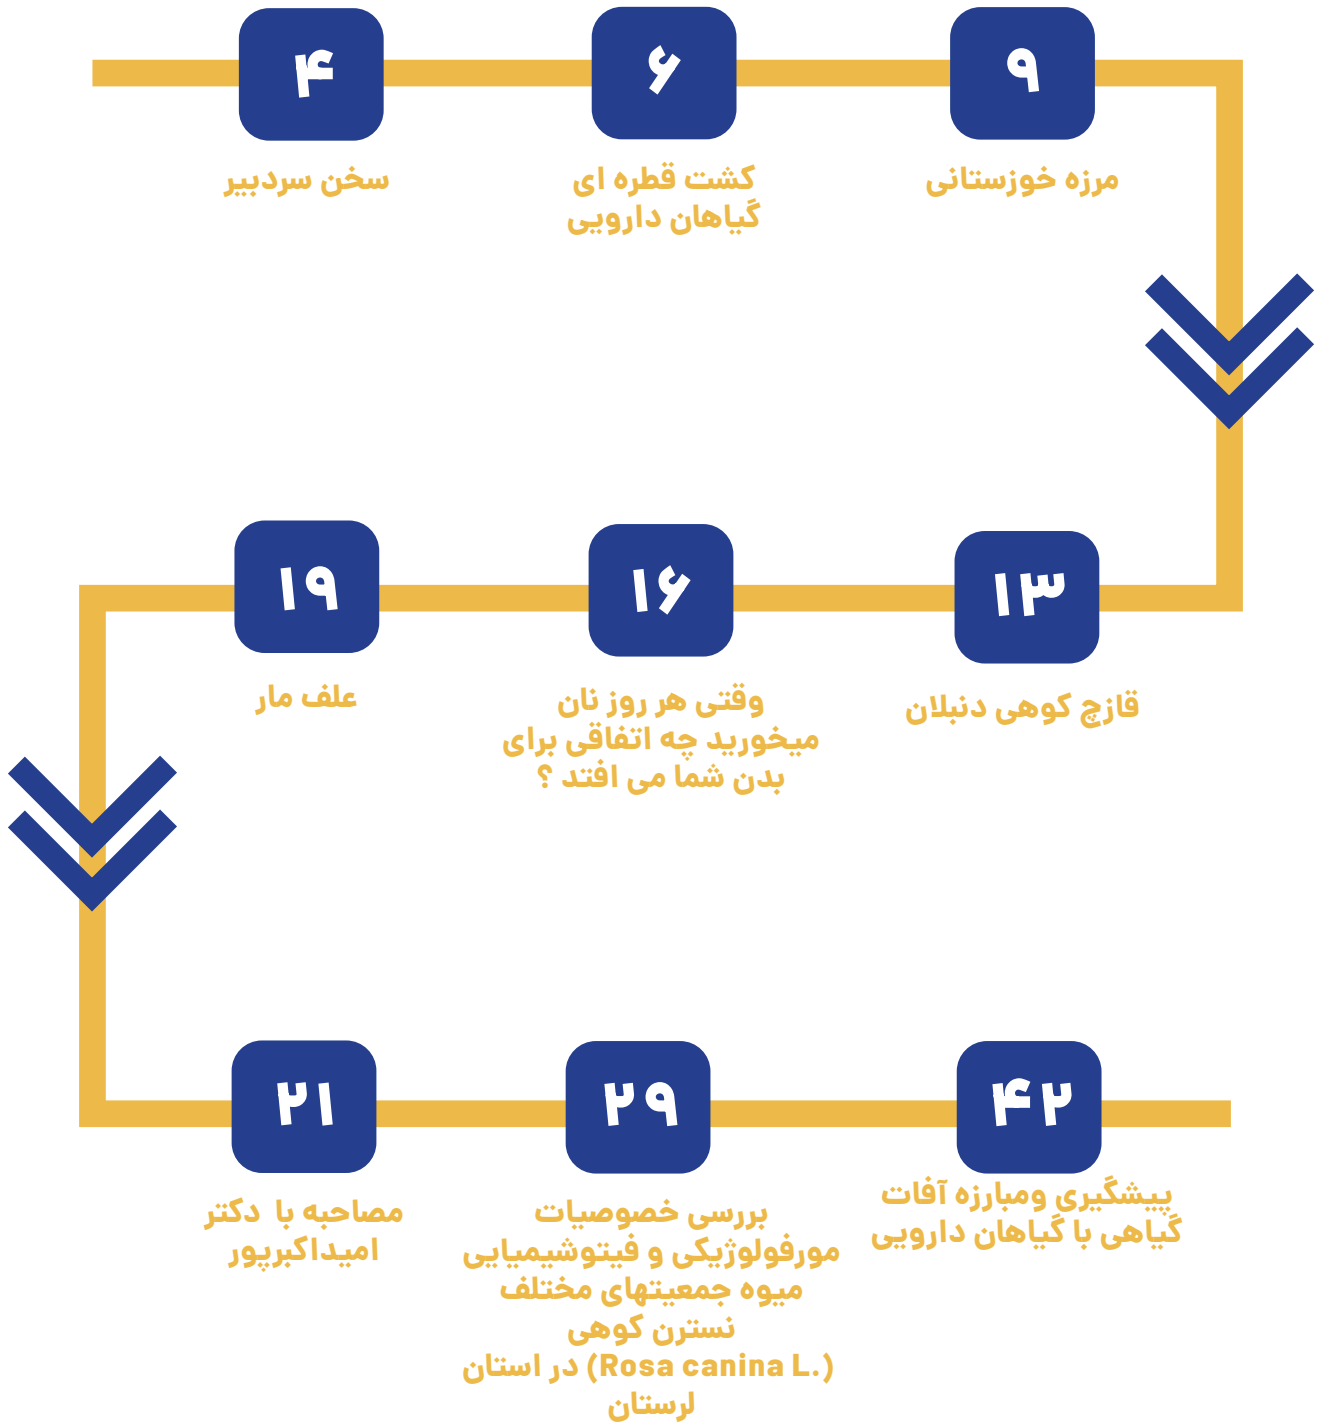 ۴
سخن سردبیر
۶
کشت قطره ای
گیاهان دارویی
۹
مرزه خوزستانی
۱۳
قازچ کوهی دنبلان
۱۶
وقتی هر روز نان
میخورید چه اتفاقی برای
بدن شما می افتد ؟
۱۹
علف مار
۲۱
مصاحبه با دکتر
امیداکبرپور
۲۹
بررسی خصوصیات
مورفولوژیکی و فیتوشیمیایی
میوه جمعیتهای مختلف
نسترن کوهی
(Rosa canina L.) در استان
لرستان
۴۲
پیشگیری ومبارزه آفات
گیاهی با گیاهان دارویی